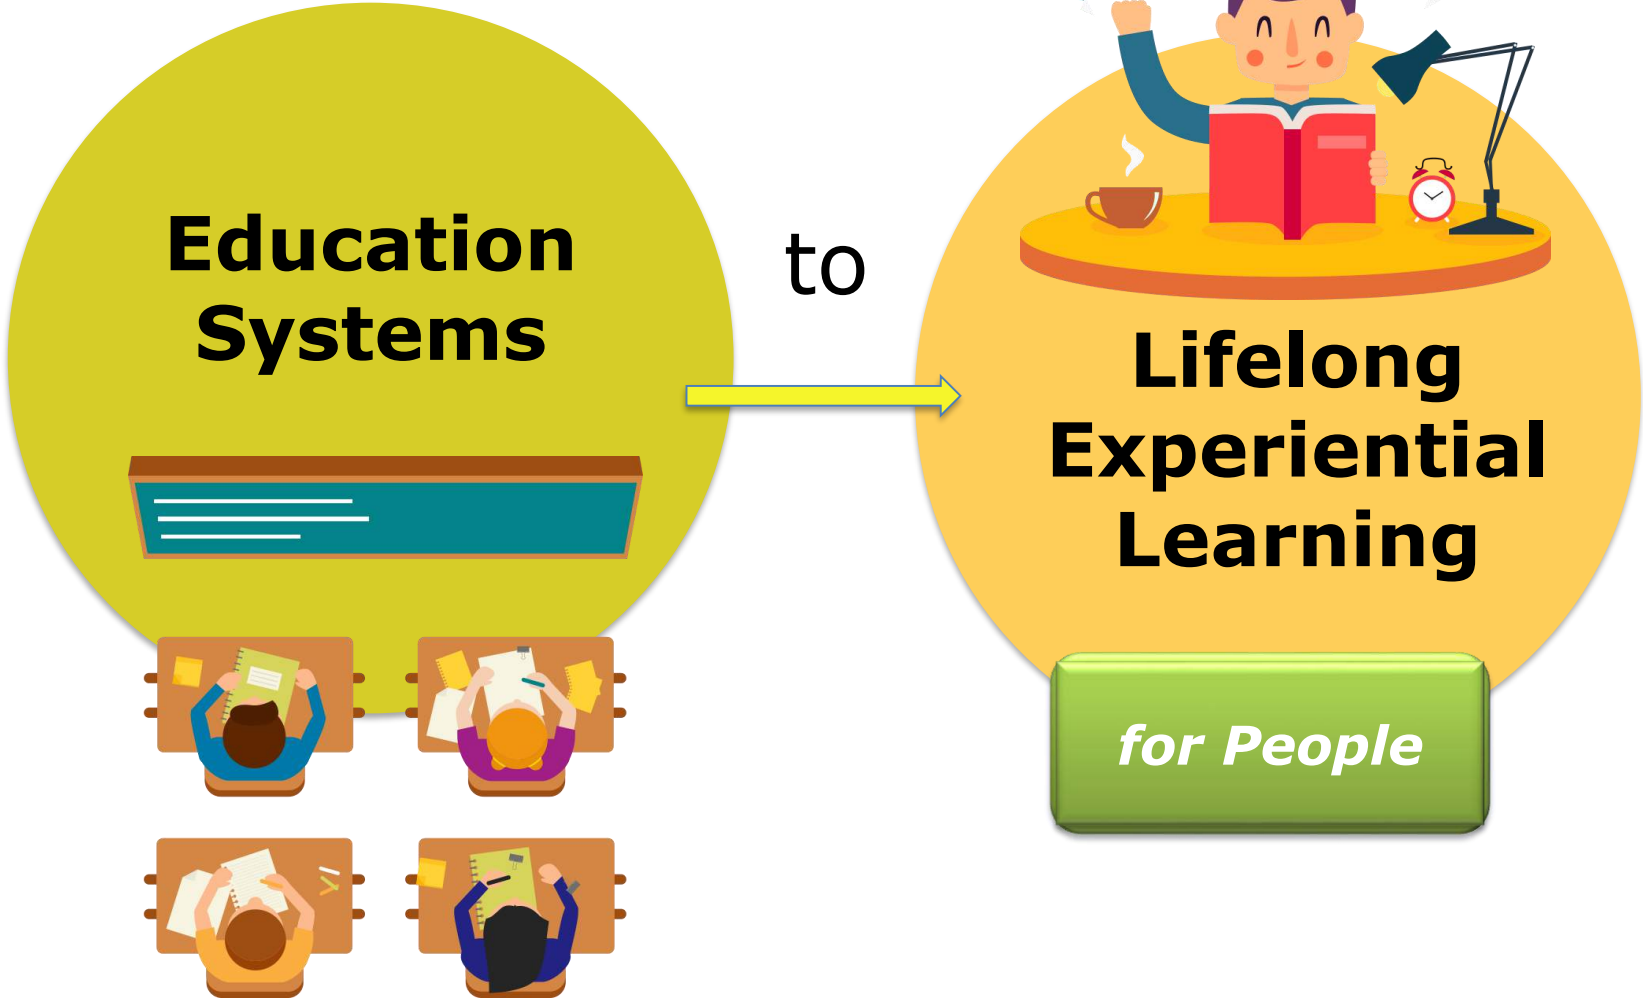 Education
Systems
to
Lifelong
Experiential
Learning
for People